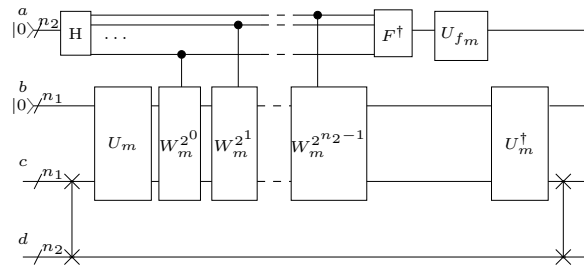 a
|0⟩ n₂ H ... F† U_{f_m}
b
|0⟩ n₁ U_m W_m^{2^0} W_m^{2^1} W_m^{2^{n₂−1}} U_m†
c
n₁
d
n₂